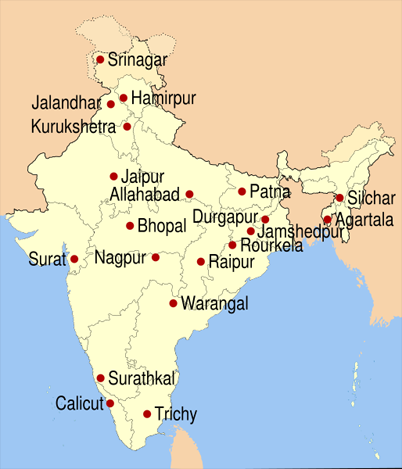 Srinagar
Hamirpur
Jalandhar
Kurukshetra
Jaipur
Allahabad
Patna
Silchar
Durgapur
Agartala
Bhopal
Jamshedpur
Rourkela
Surat
Nagpur
Raipur
Warangal
Surathkal
Calicut
Trichy